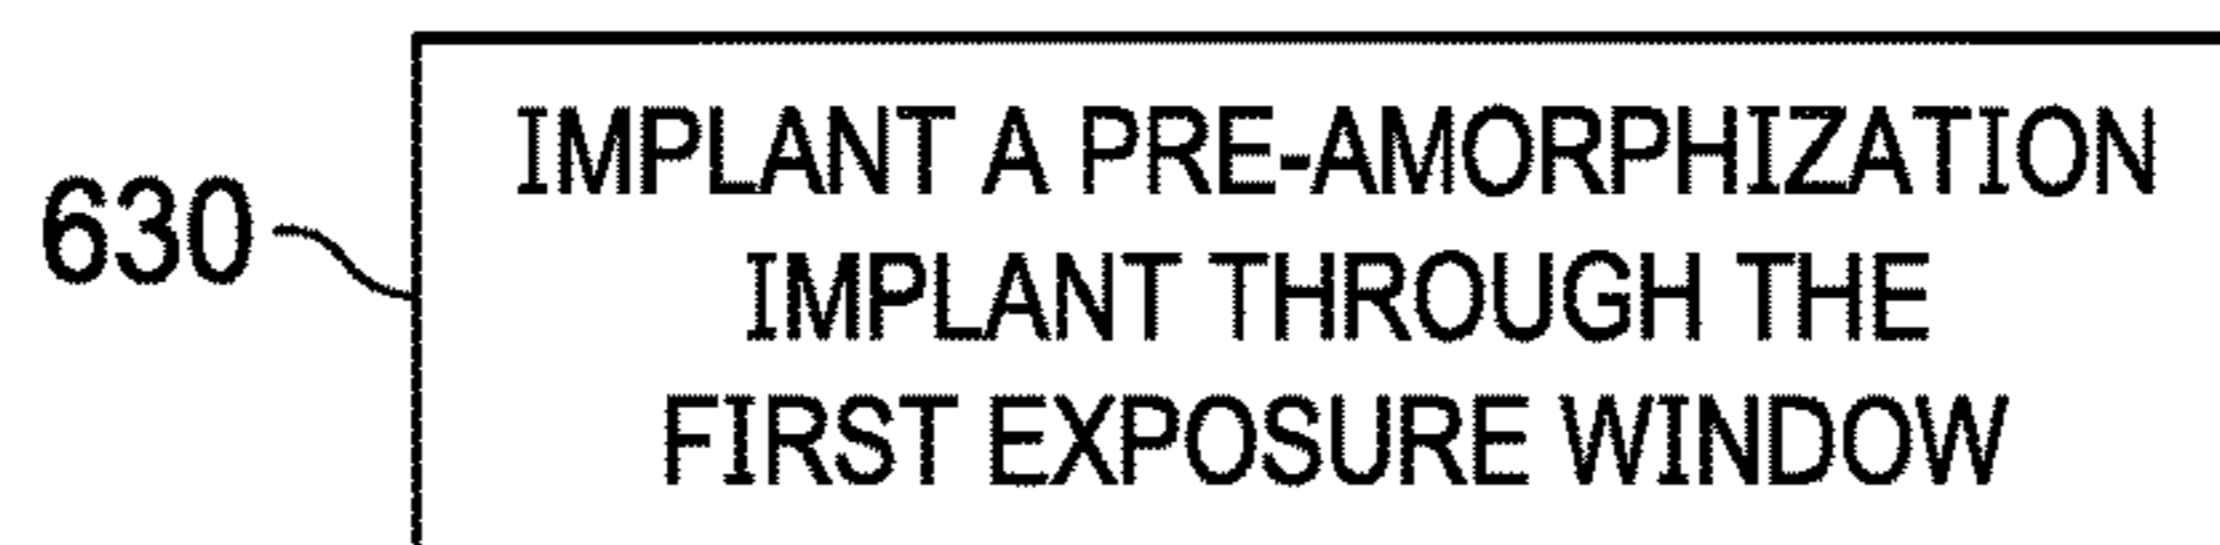 IMPLANT A PRE-AMORPHIZATION
630
IMPLANT THROUGH THE
FIRST EXPOSURE WINDOW